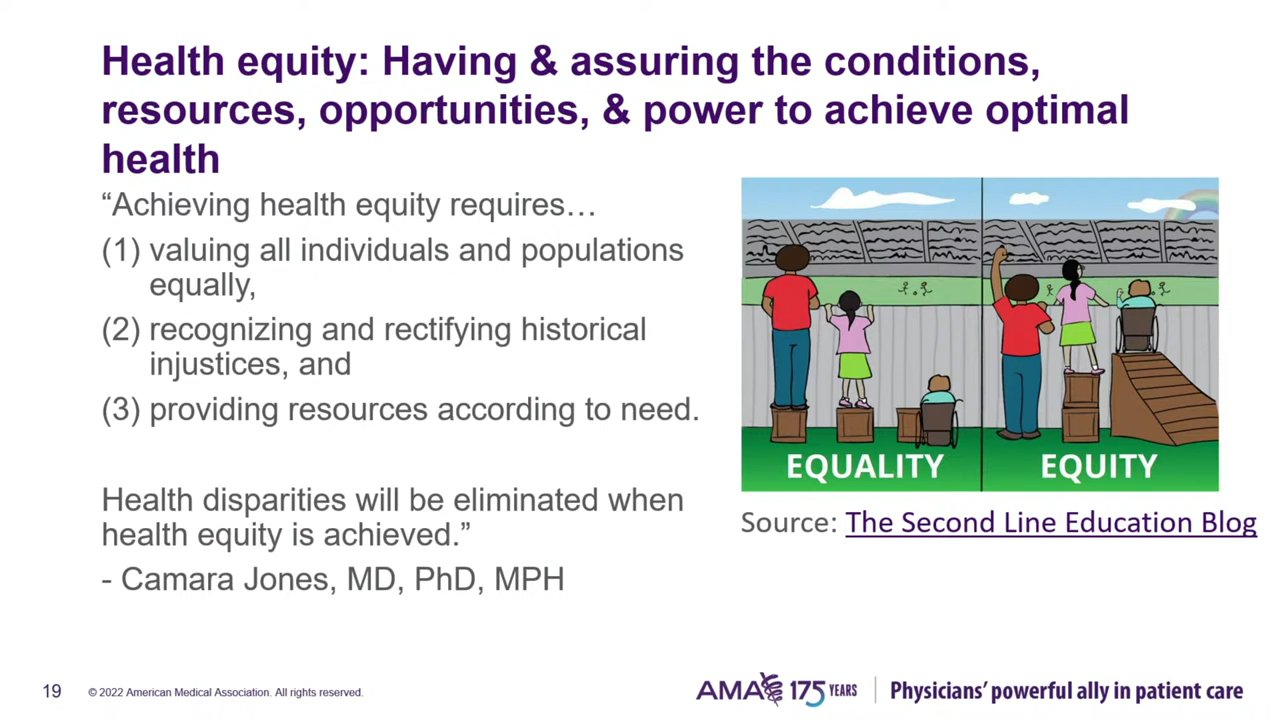 Health equity: Having & assuring the conditions,
resources, opportunities, & power to achieve optimal
health
“Achieving health equity requires…
(1) valuing all individuals and populations
equally,
(2) recognizing and rectifying historical
injustices, and
(3) providing resources according to need.
Health disparities will be eliminated when
health equity is achieved.”
- Camara Jones, MD, PhD, MPH
EQUALITY
EQUITY
Source: The Second Line Education Blog
19
© 2022 American Medical Association. All rights reserved.
AMA 175 YEARS
Physicians’ powerful ally in patient care